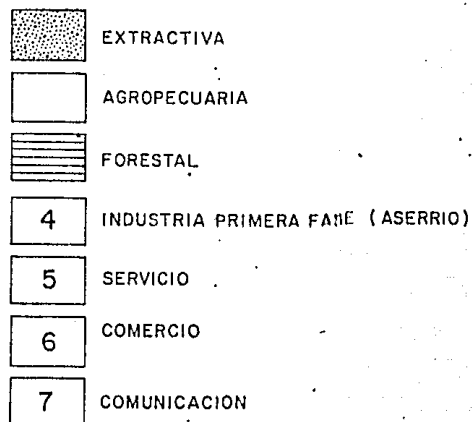 EXTRACTIVA
AGROPECUARIA
FORESTAL
4 INDUSTRIA PRIMERA FANE (ASERRIO)
5 SERVICIO
6 COMERCIO
7 COMUNICACION